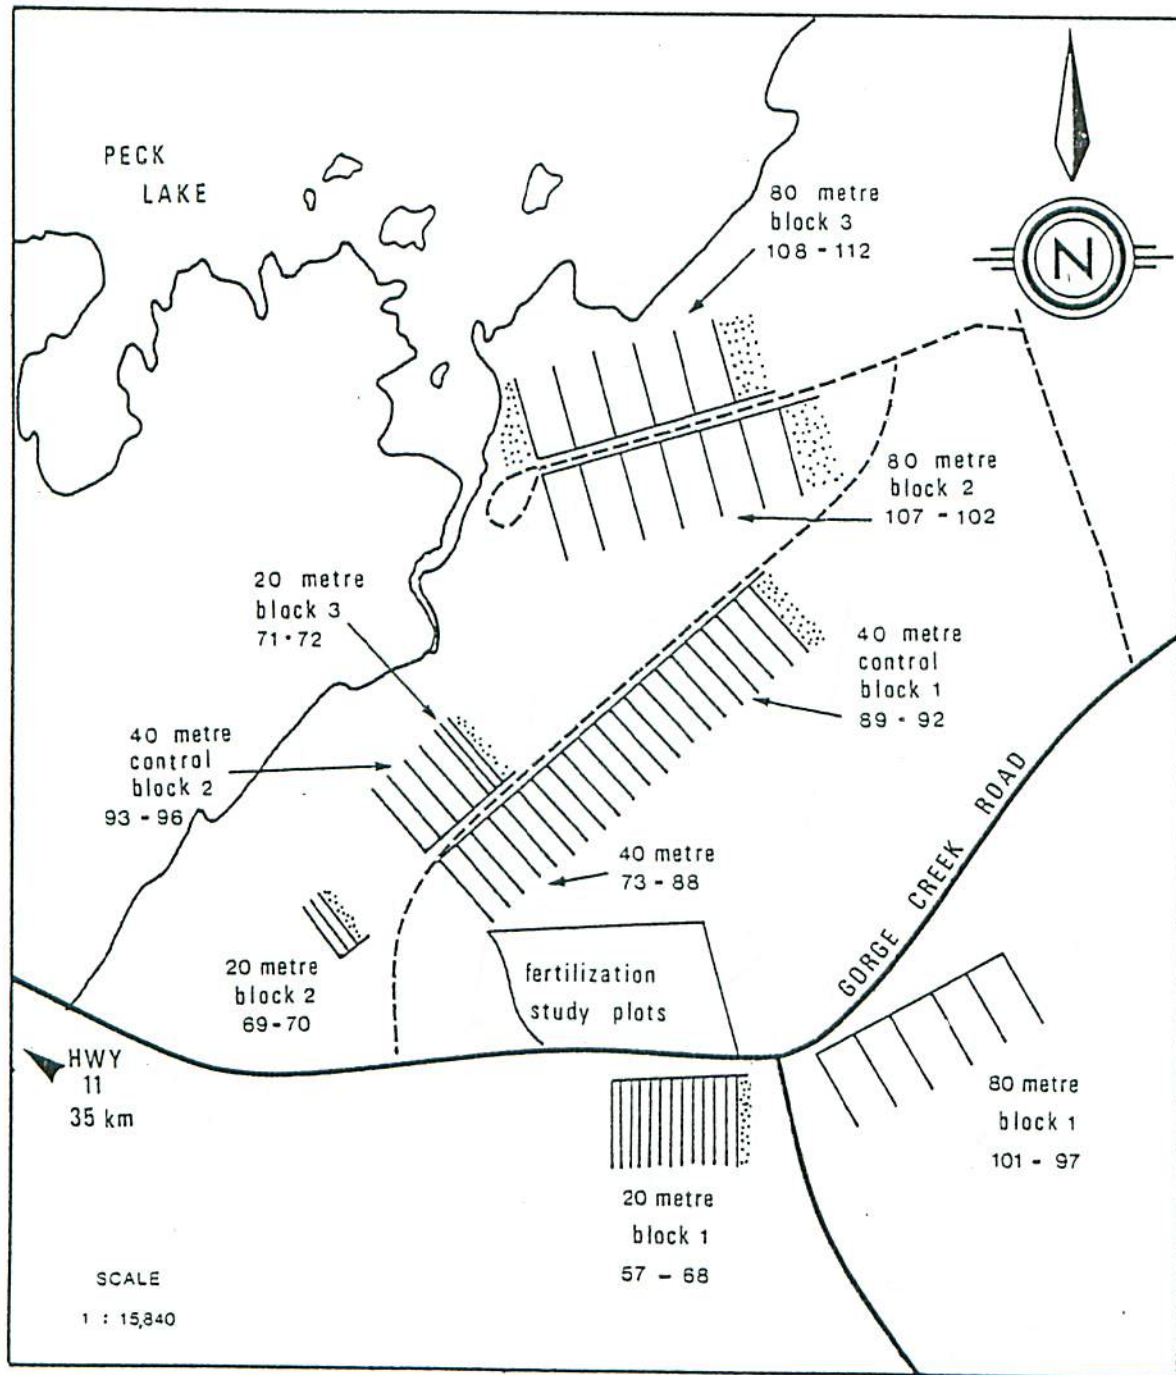 PECK
LAKE
80 metre
block 3
108 - 112
N
80 metre
block 2
107 - 102
20 metre
block 3
71 · 72
40 metre
control
block 1
89 - 92
40 metre
control
block 2
93 - 96
40 metre
73 - 88
GORGE CREEK ROAD
20 metre
block 2
69 - 70
fertilization
study plots
HWY
11
35 km
80 metre
block 1
101 - 97
20 metre
block 1
57 - 68
SCALE
1 : 15,840